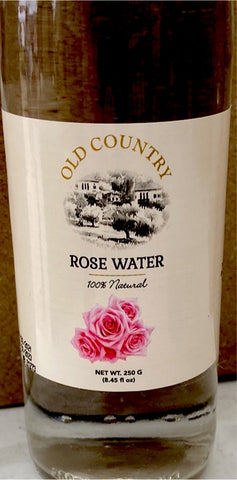 OLD COUNTRY
ROSE WATER
100% Natural
NET WT. 250 G
(8.45 fl oz)